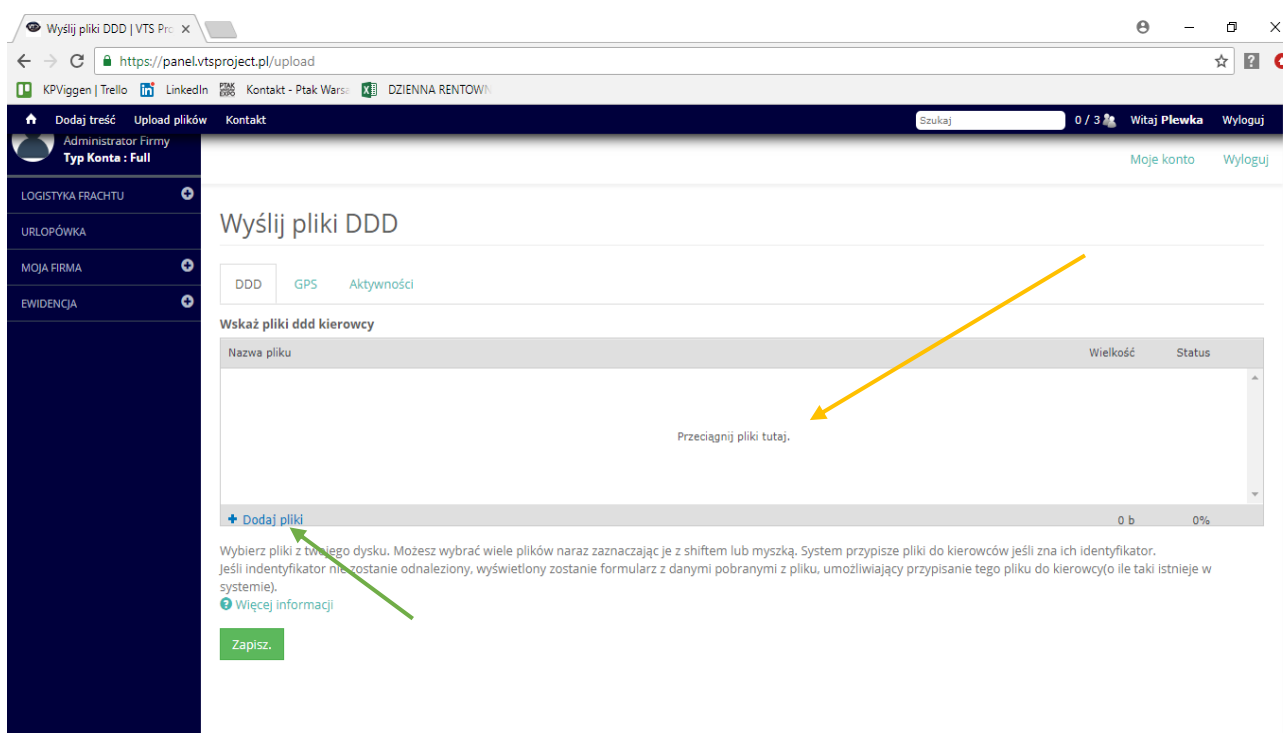 Wyślij pliki DDD | VTS Pro
https://panel.vtsproject.pl/upload
KPViggen | Trello LinkedIn Kontakt - Ptak Warsa DZIENNA RENTOWN
Dodaj treść Upload plików Kontakt Szukaj 0 / 3 Witaj Plewka Wyloguj
Administrator Firmy
Typ Konta : Full
Moje konto Wyloguj
LOGISTYKA FRACHTU
URLOPÓWKA
MOJA FIRMA
EWIDENCJA
Wyślij pliki DDD
DDD GPS Aktywności
Wskaż pliki ddd kierowcy
Nazwa pliku Wielkość Status
Przeciągnij pliki tutaj.
Dodaj pliki 0 b 0%
Wybierz pliki z twojego dysku. Możesz wybrać wiele plików naraz zaznaczając je z shiftem lub myszką. System przypisze pliki do kierowców jeśli zna ich identyfikator.
Jeśli indentyfikator nie zostanie odnaleziony, wyświetlony zostanie formularz z danymi pobranymi z pliku, umożliwiający przypisanie tego pliku do kierowcy(o ile taki istnieje w
systemie).
Więcej informacji
Zapisz.